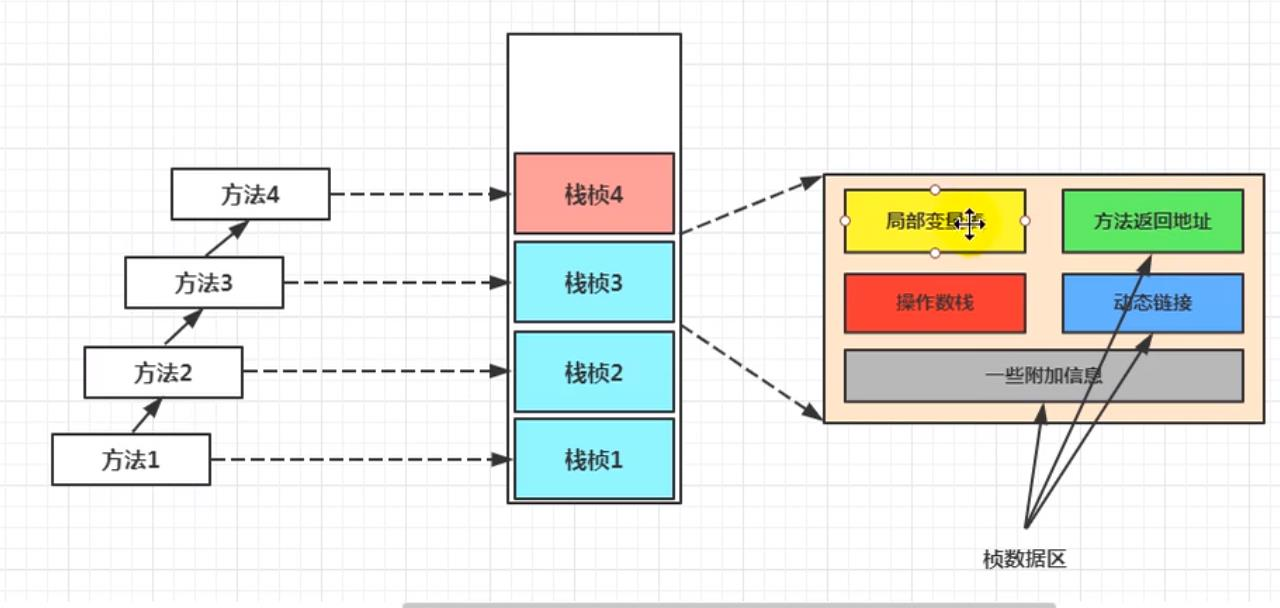 方法4
方法3
方法2
方法1
栈桢4
栈桢3
栈桢2
栈桢1
局部变量
方法返回地址
操作数栈
动态链接
一些附加信息
桢数据区